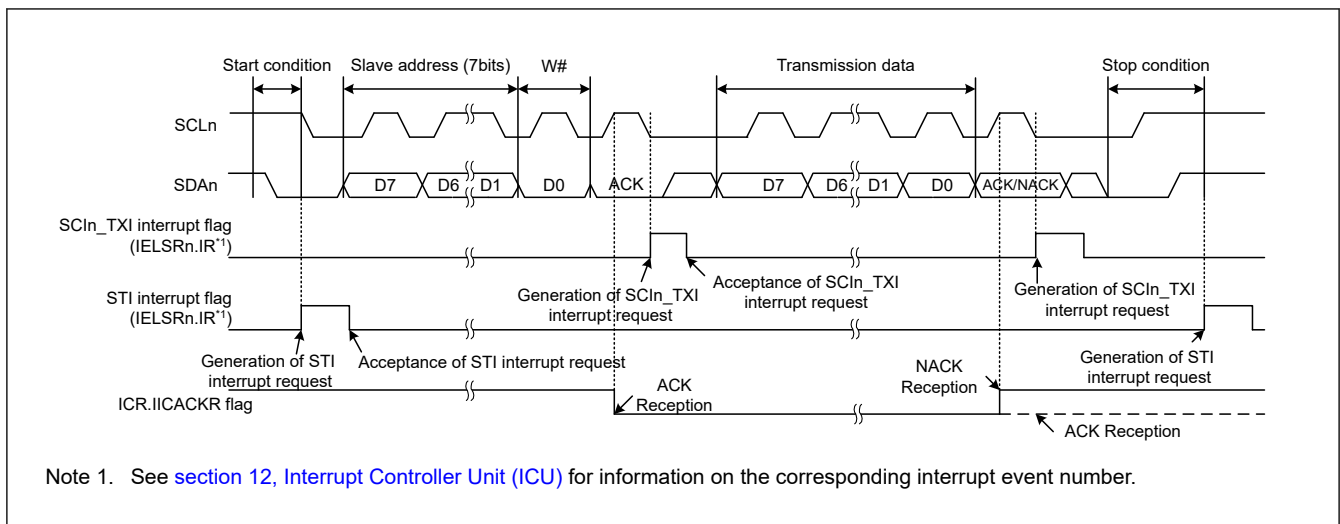 Start condition
Slave address (7bits)
W#
Transmission data
Stop condition
SCLn
SDAn
D7
D6
D1
D0
ACK
D7
D6
D1
D0
ACK/NACK
SCIn_TXI interrupt flag
(IELSRn.IR*1)
Generation of SCIn_TXI
interrupt request
Acceptance of SCIn_TXI
interrupt request
Generation of SCIn_TXI
interrupt request
STI interrupt flag
(IELSRn.IR*1)
Generation of STI
interrupt request
Acceptance of STI interrupt request
Generation of STI
interrupt request
ICR.IICACKR flag
ACK
Reception
NACK
Reception
ACK Reception
Note 1. See section 12, Interrupt Controller Unit (ICU) for information on the corresponding interrupt event number.